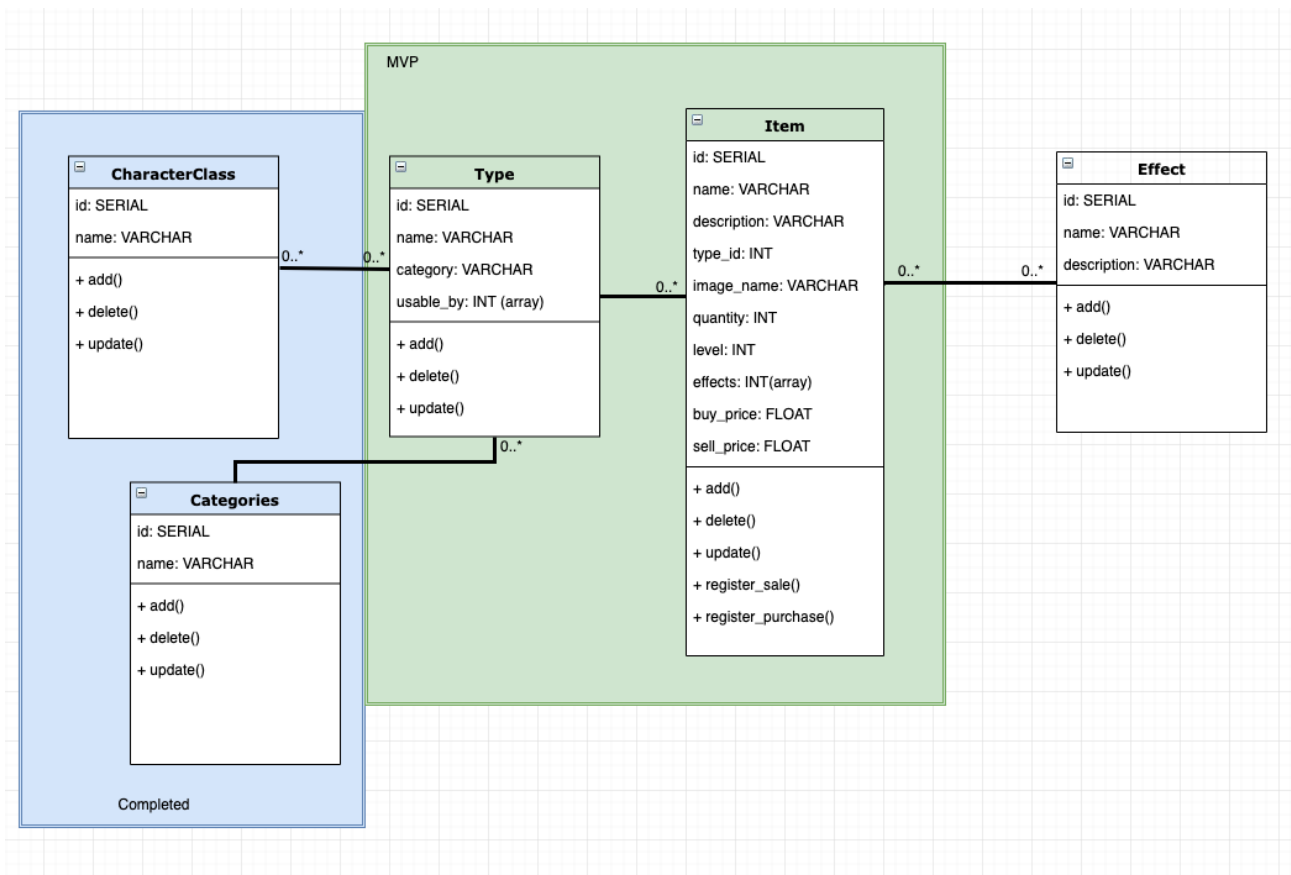 MVP
CharacterClass
id: SERIAL
name: VARCHAR
+ add()
+ delete()
+ update()
0..*
0..*
Type
id: SERIAL
name: VARCHAR
category: VARCHAR
usable_by: INT (array)
+ add()
+ delete()
+ update()
0..*
0..*
Item
id: SERIAL
name: VARCHAR
description: VARCHAR
type_id: INT
image_name: VARCHAR
quantity: INT
level: INT
effects: INT(array)
buy_price: FLOAT
sell_price: FLOAT
+ add()
+ delete()
+ update()
+ register_sale()
+ register_purchase()
0..*
0..*
Effect
id: SERIAL
name: VARCHAR
description: VARCHAR
+ add()
+ delete()
+ update()
Categories
id: SERIAL
name: VARCHAR
+ add()
+ delete()
+ update()
Completed